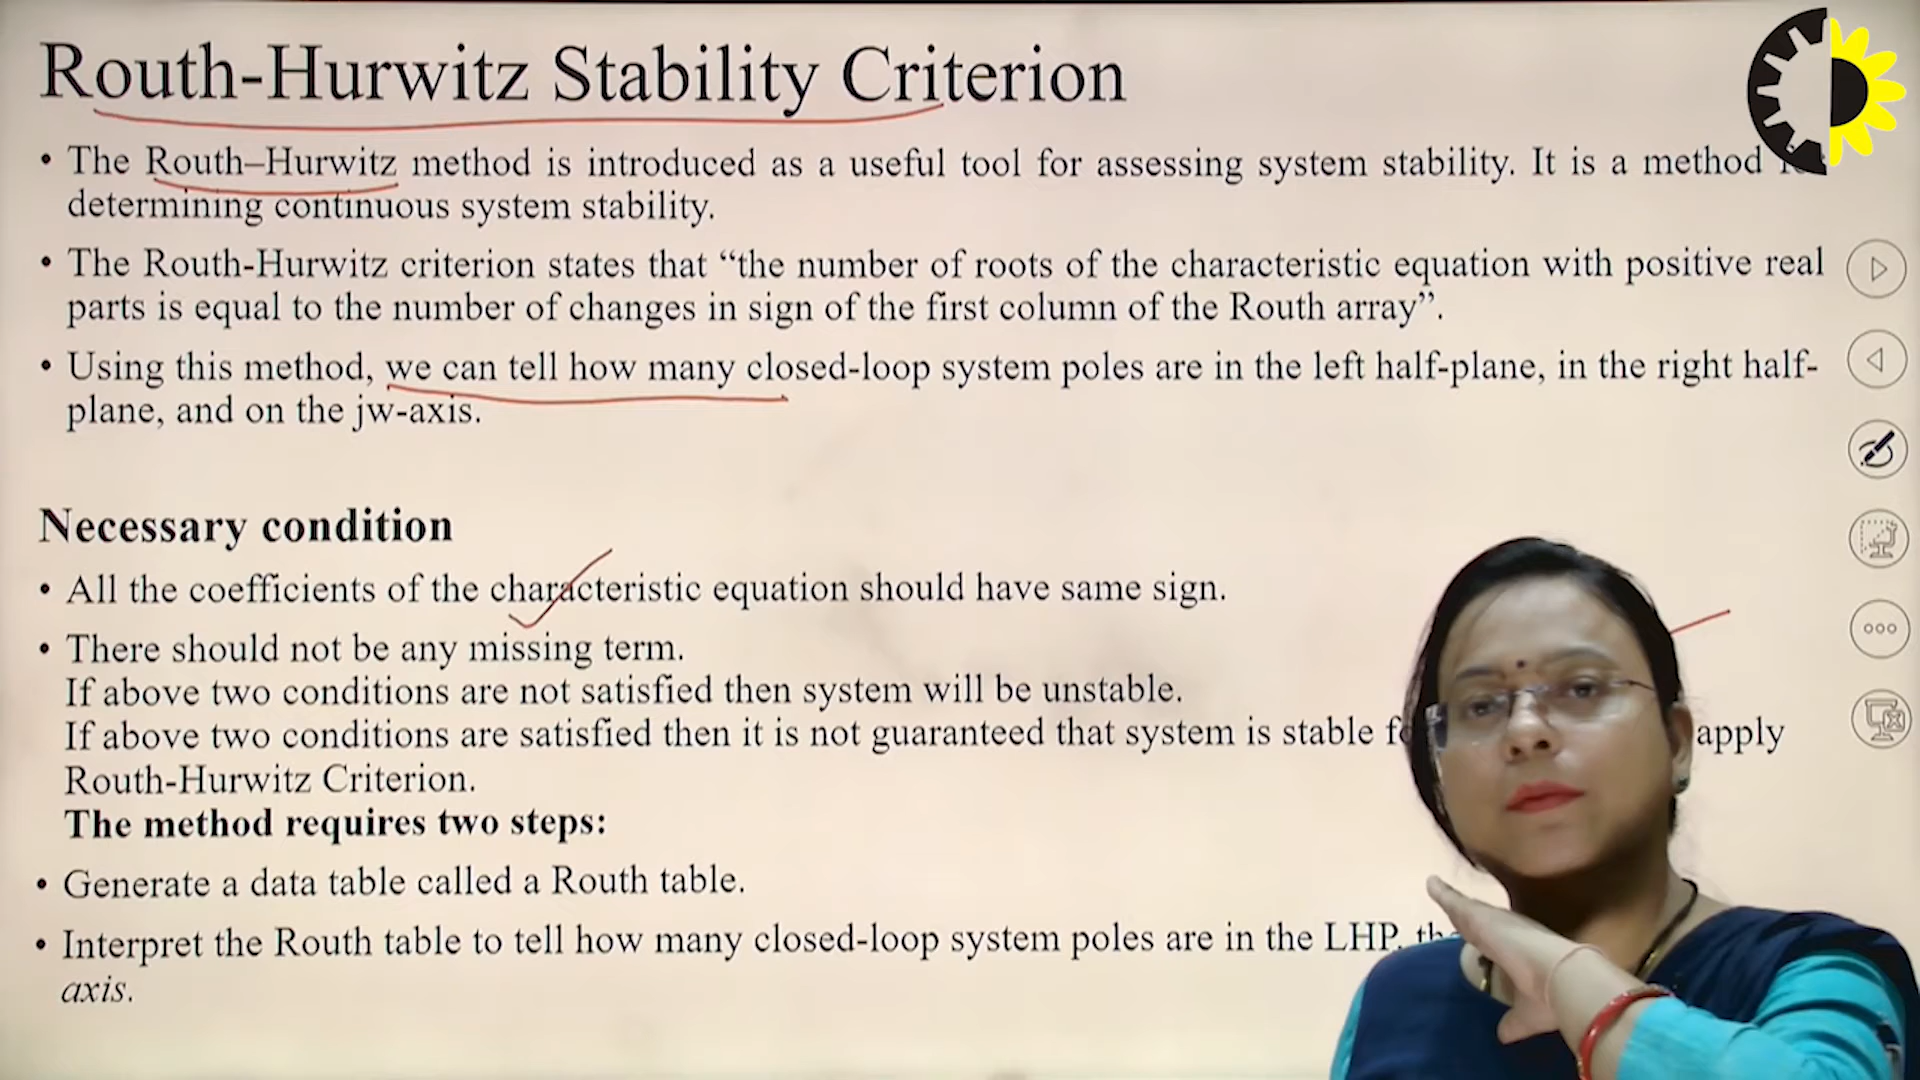 Routh-Hurwitz Stability Criterion
• The Routh–Hurwitz method is introduced as a useful tool for assessing system stability. It is a method
determining continuous system stability.
• The Routh-Hurwitz criterion states that “the number of roots of the characteristic equation with positive real
parts is equal to the number of changes in sign of the first column of the Routh array”.
• Using this method, we can tell how many closed-loop system poles are in the left half-plane, in the right half-
plane, and on the jw-axis.
Necessary condition
• All the coefficients of the characteristic equation should have same sign.
• There should not be any missing term.
If above two conditions are not satisfied then system will be unstable.
If above two conditions are satisfied then it is not guaranteed that system is stable apply
Routh-Hurwitz Criterion.
The method requires two steps:
• Generate a data table called a Routh table.
• Interpret the Routh table to tell how many closed-loop system poles are in the LHP,
axis.